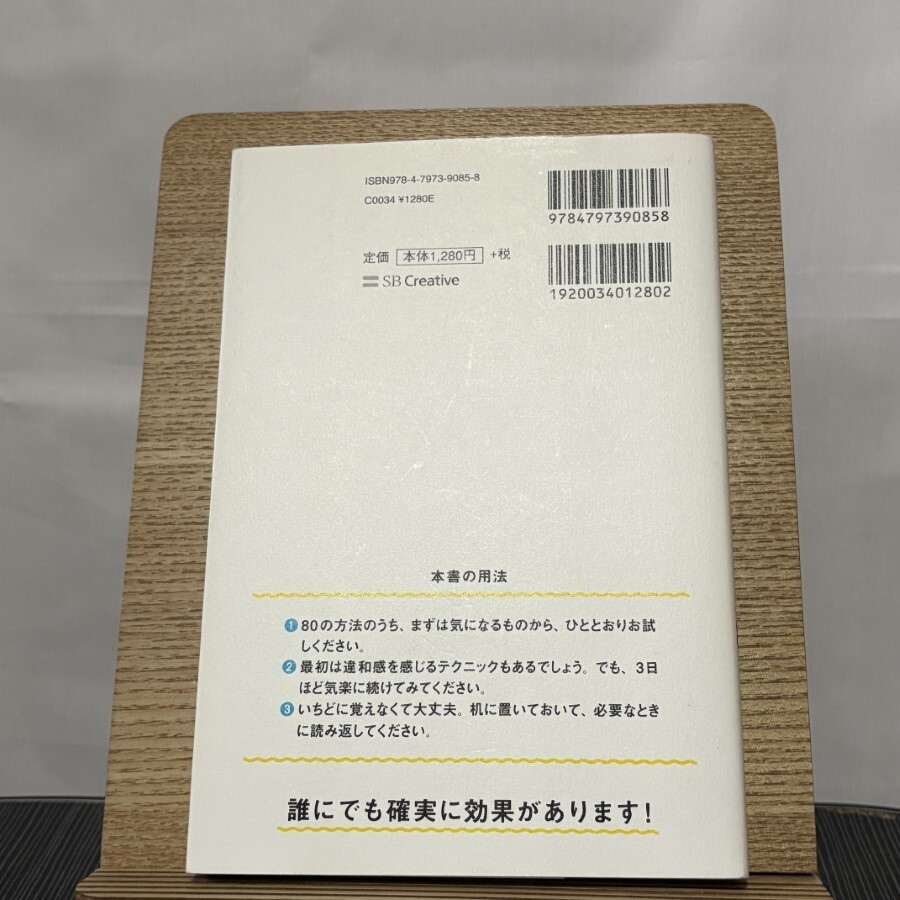 ISBN978-4-7973-9085-8
C0034 ¥1280E
9784797390858
定価 本体1,280円 +税
SB Creative
1920034012802
本書の用法
1 80の方法のうち、まずは気になるものから、ひととおりお試
しください。
2 最初は違和感を感じるテクニックもあるでしょう。でも、3日
ほど気楽に続けてみてください。
3 いちどに覚えなくて大丈夫。机に置いておいて、必要なとき
に読み返してください。
誰にでも確実に効果があります!